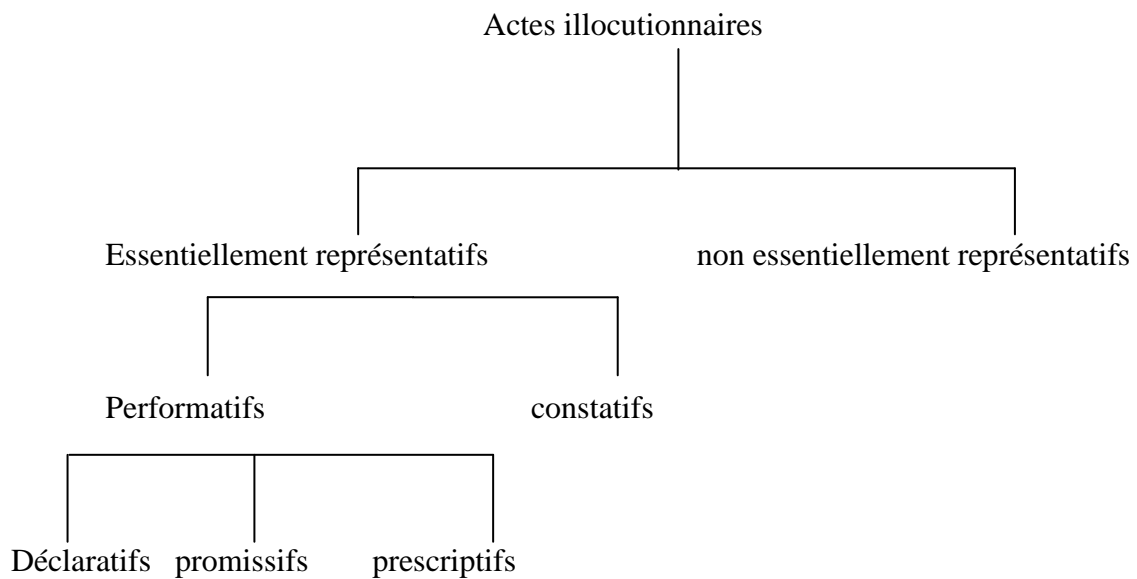 Actes illocutionnaires
Essentiellement représentatifs non essentiellement représentatifs
Performatifs constatifs
Déclaratifs promissifs prescriptifs